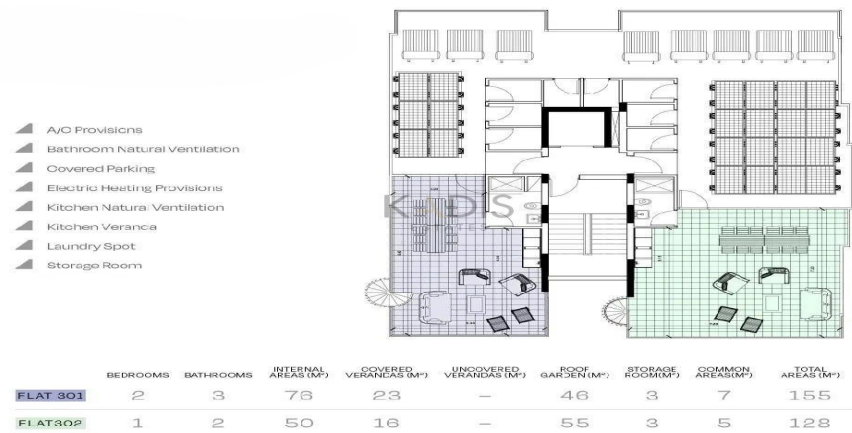 A/C Provisions
Bathroom Natural Ventilation
Covered Parking
Electric Heating Provisions
Kitchen Natural Ventilation
Kitchen Veranda
Laundry Spot
Storage Room
KADIS
BEDROOMS BATHROOMS INTERNAL AREAS (M²) COVERED VERANDAS (M²) UNCOVERED VERANDAS (M²) ROOF GARDEN (M²) STORAGE ROOM(M²) COMMON AREAS(M²) TOTAL AREAS (M²)
FLAT 301 2 3 76 23 – 46 3 7 155
FLAT302 1 2 50 16 – 55 3 5 128